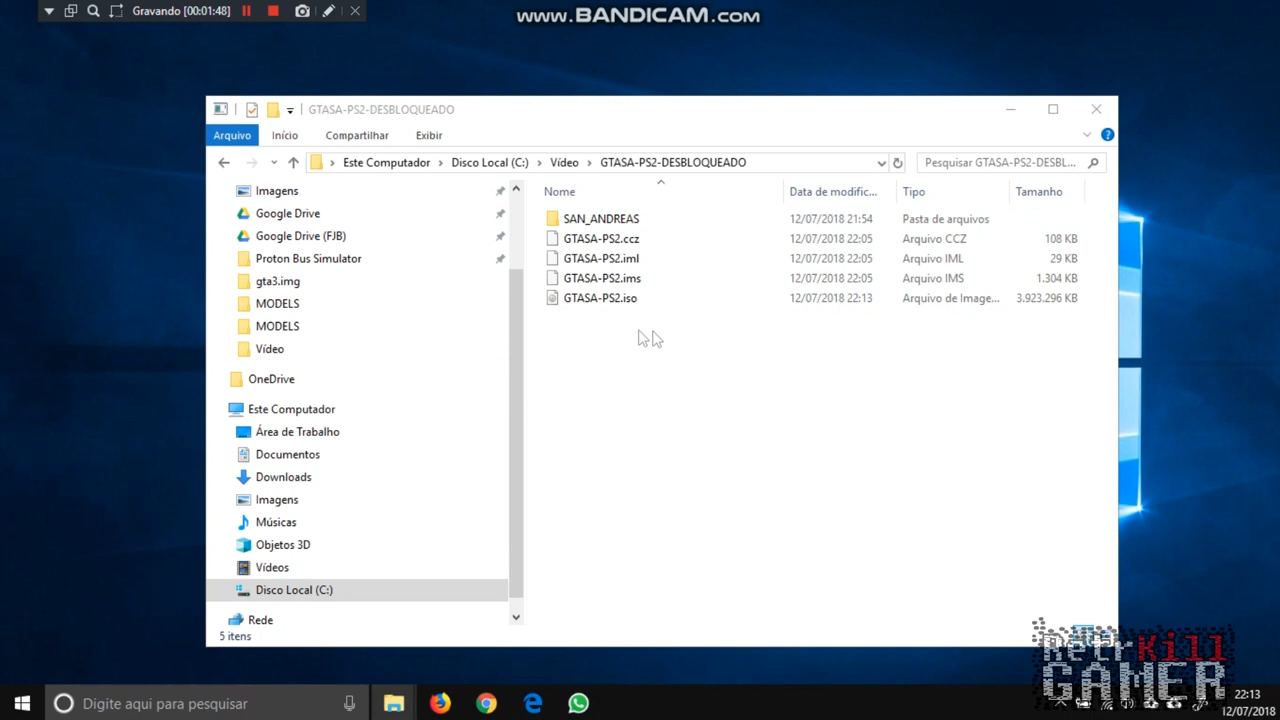 Gravando [00:01:48]
www.BANDICAM.com
GTASA-PS2-DESBLOQUEADO
Arquivo Início Compartilhar Exibir
Este Computador Disco Local (C:) Vídeo GTASA-PS2-DESBLOQUEADO Pesquisar GTASA-PS2-DESBL...
Nome Data de modific... Tipo Tamanho
SAN_ANDREAS 12/07/2018 21:54 Pasta de arquivos
GTASA-PS2.ccz 12/07/2018 22:05 Arquivo CCZ 108 KB
GTASA-PS2.iml 12/07/2018 22:05 Arquivo IML 29 KB
GTASA-PS2.ims 12/07/2018 22:05 Arquivo IMS 1.304 KB
GTASA-PS2.iso 12/07/2018 22:13 Arquivo de Image... 3.923.296 KB
Imagens
Google Drive
Google Drive (FJB)
Proton Bus Simulator
gta3.img
MODELS
MODELS
Vídeo
OneDrive
Este Computador
Área de Trabalho
Documentos
Downloads
Imagens
Músicas
Objetos 3D
Vídeos
Disco Local (C:)
Rede
5 itens
GAMER
Digite aqui para pesquisar
22:13
12/07/2018